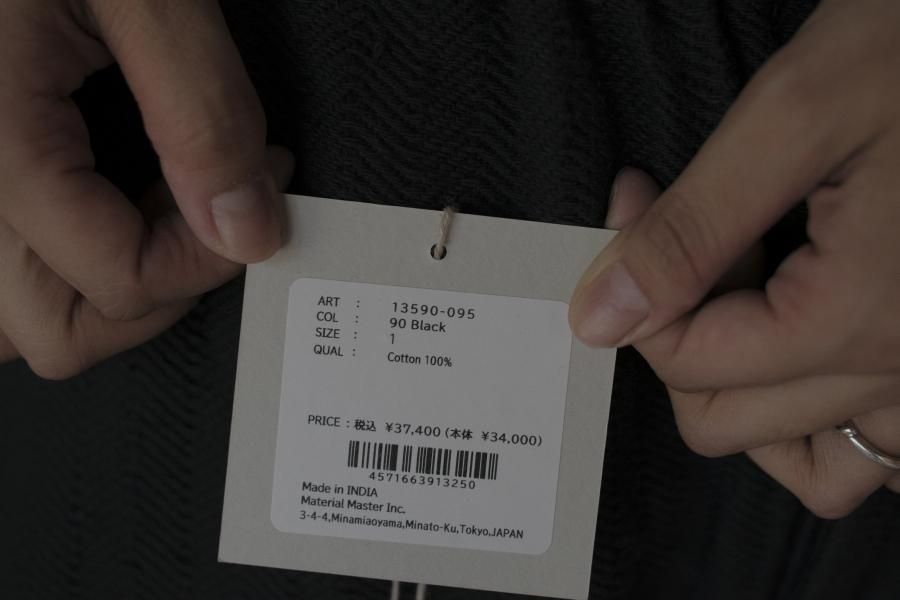 ART : 13590-095
COL : 90 Black
SIZE : 1
QUAL : Cotton 100%
PRICE : 税込 ¥37,400 (本体 ¥34,000)
4571663913250
Made in INDIA
Material Master Inc.
3-4-4,Minamiaoyama,Minato-Ku,Tokyo,JAPAN